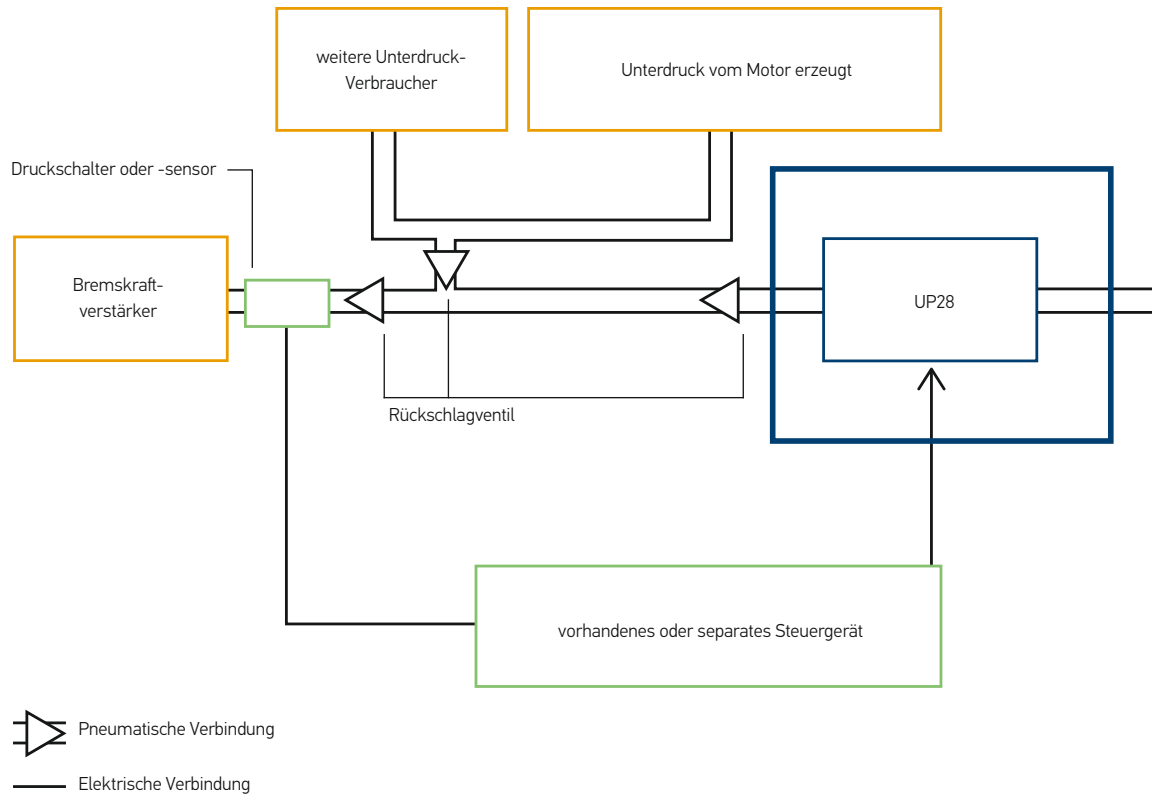 weitere Unterdruck-
Verbraucher
Unterdruck vom Motor erzeugt
Druckschalter oder -sensor
Bremskraft-
verstärker
UP28
Rückschlagventil
vorhandenes oder separates Steuergerät
Pneumatische Verbindung
Elektrische Verbindung